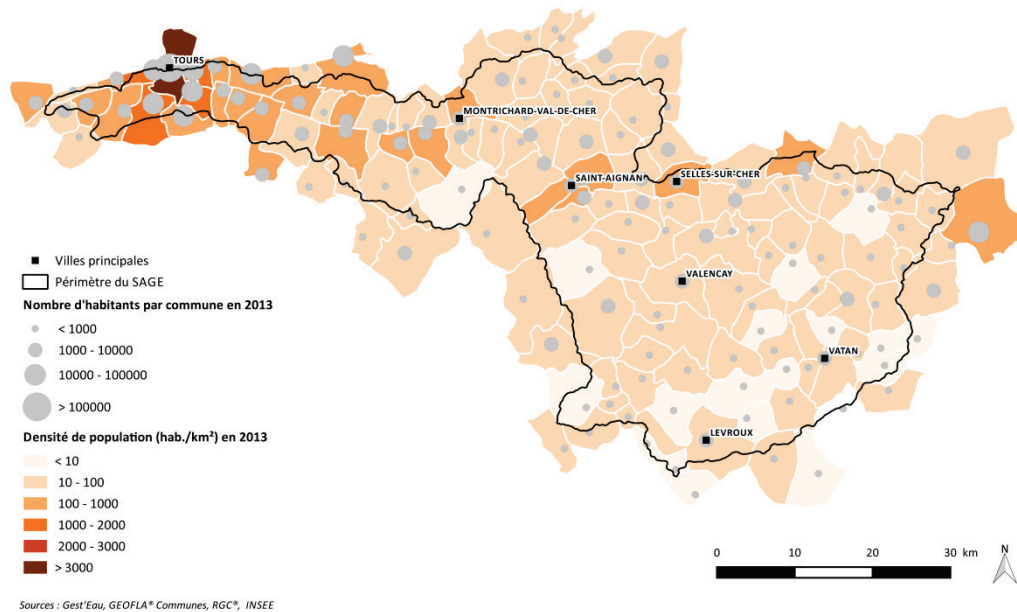 TOURS
MONTRICHARD-VAL-DE-CHER
SAINT-AIGNAN
SELLES-SUR-CHER
VALENCAY
VATAN
LEVROUX
Villes principales
Périmètre du SAGE
Nombre d'habitants par commune en 2013
< 1000
1000 - 10000
10000 - 100000
> 100000
Densité de population (hab./km²) en 2013
< 10
10 - 100
100 - 1000
1000 - 2000
2000 - 3000
> 3000
0 10 20 30 km
N
Sources : Gest'Eau, GEOFLA® Communes, RGC®, INSEE